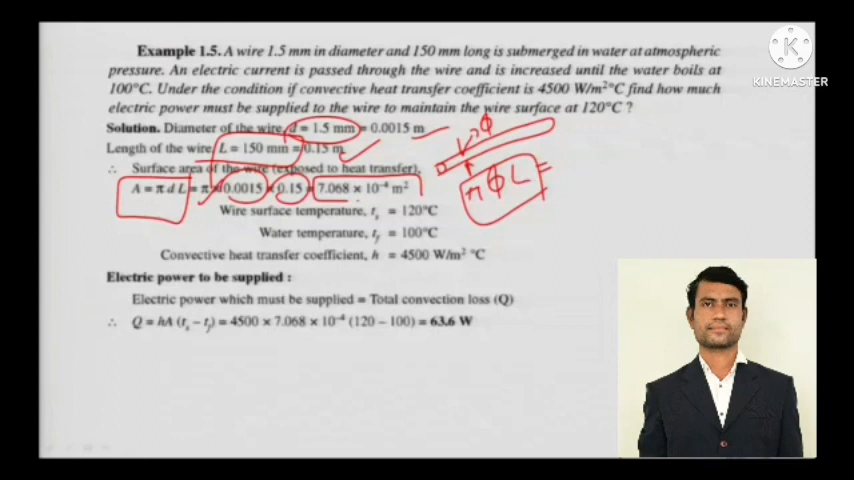 Example 1.5. A wire 1.5 mm in diameter and 150 mm long is submerged in water at atmospheric
pressure. An electric current is passed through the wire and is increased until the water boils at
100°C. Under the condition if convective heat transfer coefficient is 4500 W/m²°C find how much
electric power must be supplied to the wire to maintain the wire surface at 120°C ?
Solution. Diameter of the wire, d = 1.5 mm = 0.0015 m
Length of the wire, L = 150 mm = 0.15 m
∴ Surface area of the wire (exposed to heat transfer),
A = π d L = π × 0.0015 × 0.15 = 7.068 × 10⁻⁴ m²
Wire surface temperature, tₛ = 120°C
Water temperature, t_f = 100°C
Convective heat transfer coefficient, h = 4500 W/m² °C
Electric power to be supplied :
Electric power which must be supplied = Total convection loss (Q)
∴ Q = hA (tₛ – t_f) = 4500 × 7.068 × 10⁻⁴ (120 – 100) = 63.6 W
ϕ
π ϕ L =
K
KINEMASTER